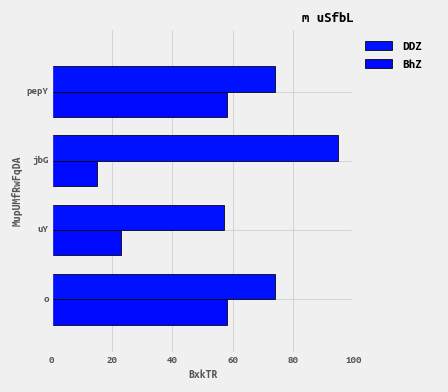 m uSfbL
DDZ
BhZ
pepY
jbG
uY
o
MupUMfRwFqDA
0 20 40 60 80 100
BxkTR